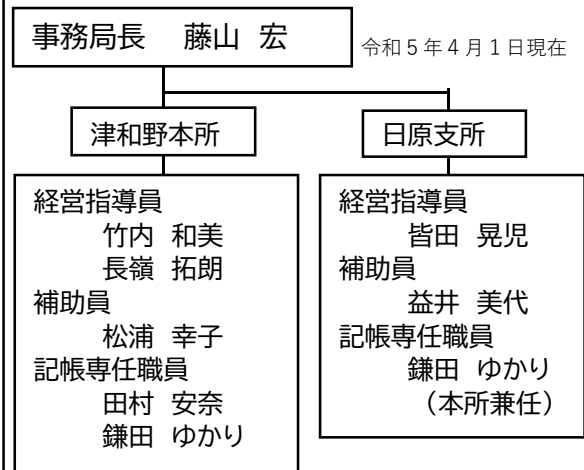 事務局長 藤山 宏
令和5年4月1日現在
津和野本所
経営指導員
竹内 和美
長嶺 拓朗
補助員
松浦 幸子
記帳専任職員
田村 安奈
鎌田 ゆかり
日原支所
経営指導員
皆田 晃児
補助員
益井 美代
記帳専任職員
鎌田 ゆかり
（本所兼任）